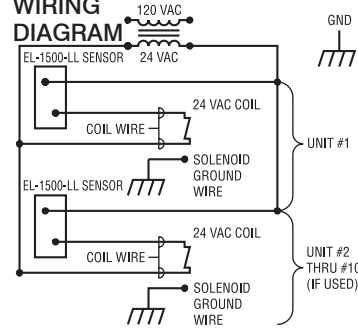 WIRING
DIAGRAM
120 VAC
24 VAC
GND
EL-1500-LL SENSOR
24 VAC COIL
COIL WIRE
SOLENOID
GROUND
WIRE
UNIT #1
EL-1500-LL SENSOR
24 VAC COIL
COIL WIRE
SOLENOID
GROUND
WIRE
UNIT #2
THRU #10
(IF USED)